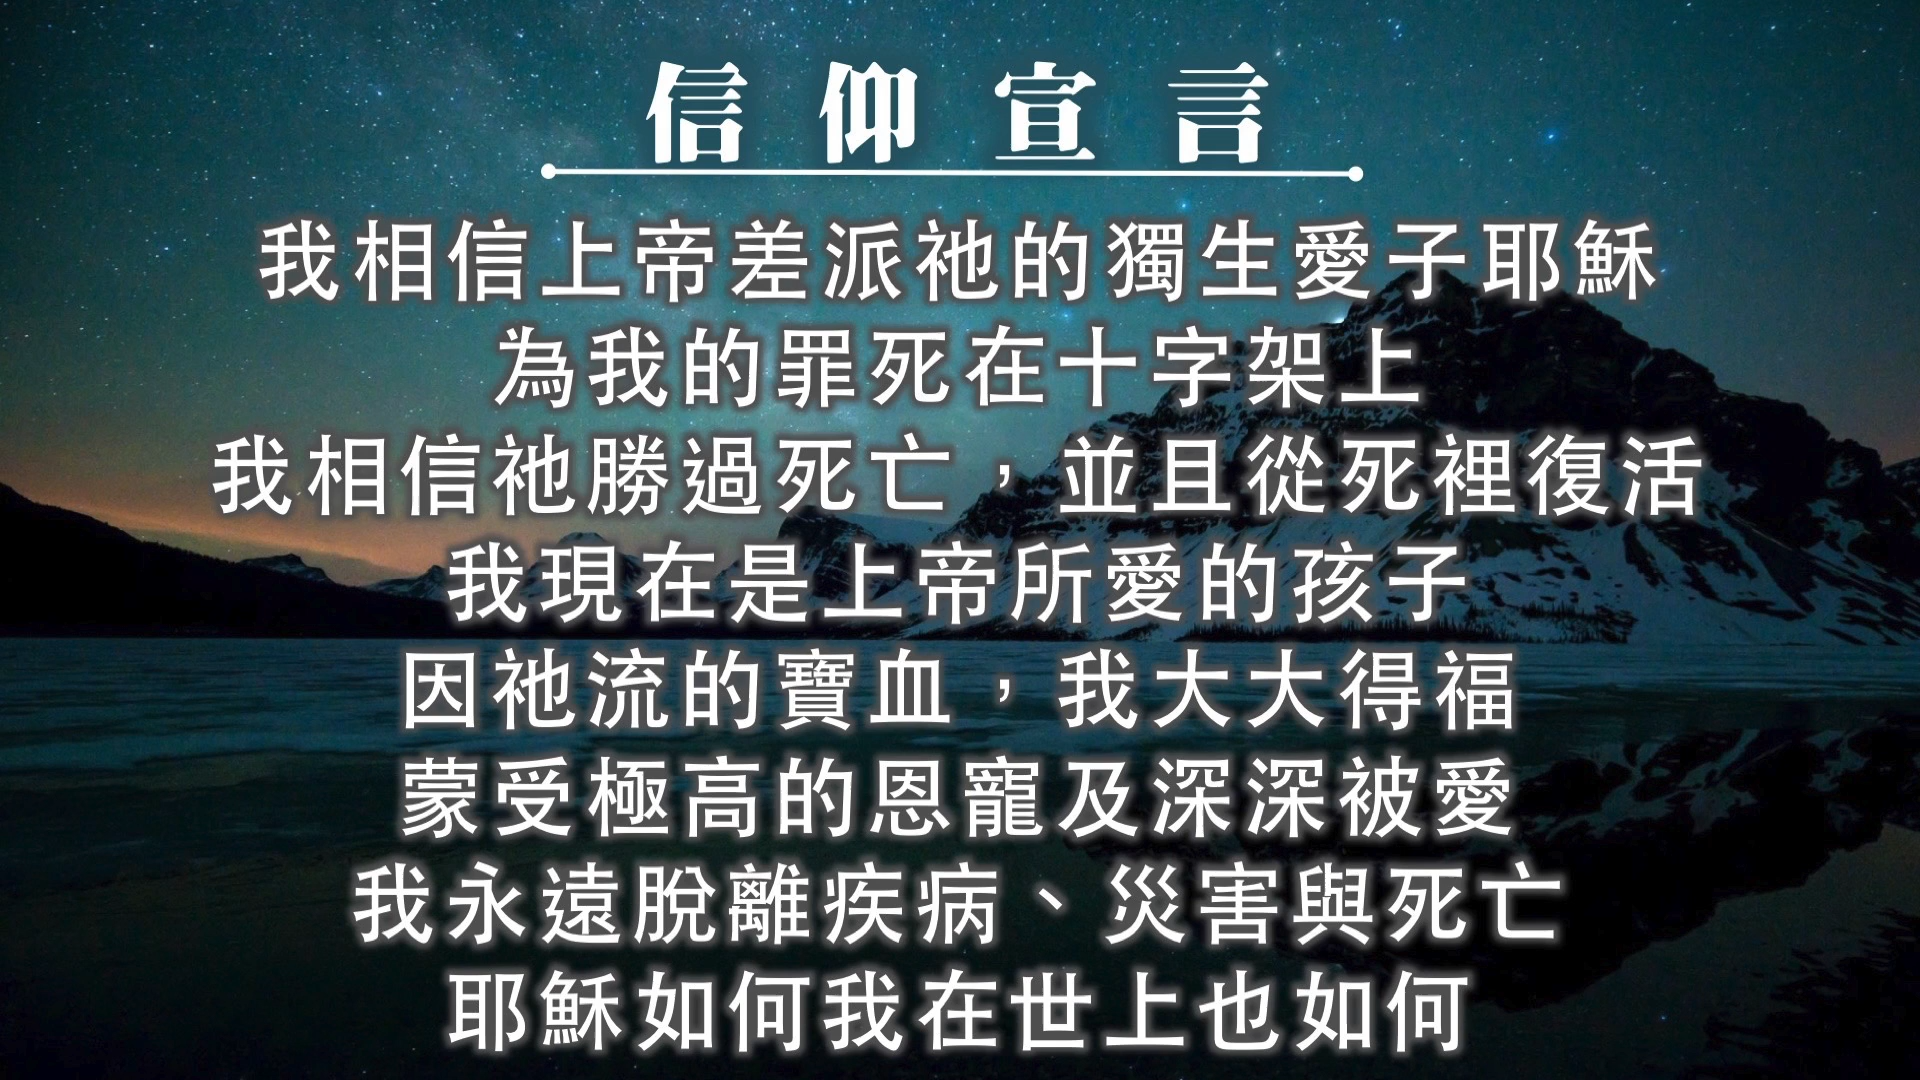 信仰宣言
我相信上帝差派祂的獨生愛子耶穌
為我的罪死在十字架上
我相信祂勝過死亡，並且從死裡復活
我現在是上帝所愛的孩子
因祂流的寶血，我大大得福
蒙受極高的恩寵及深深被愛
我永遠脫離疾病、災害與死亡
耶穌如何我在世上也如何